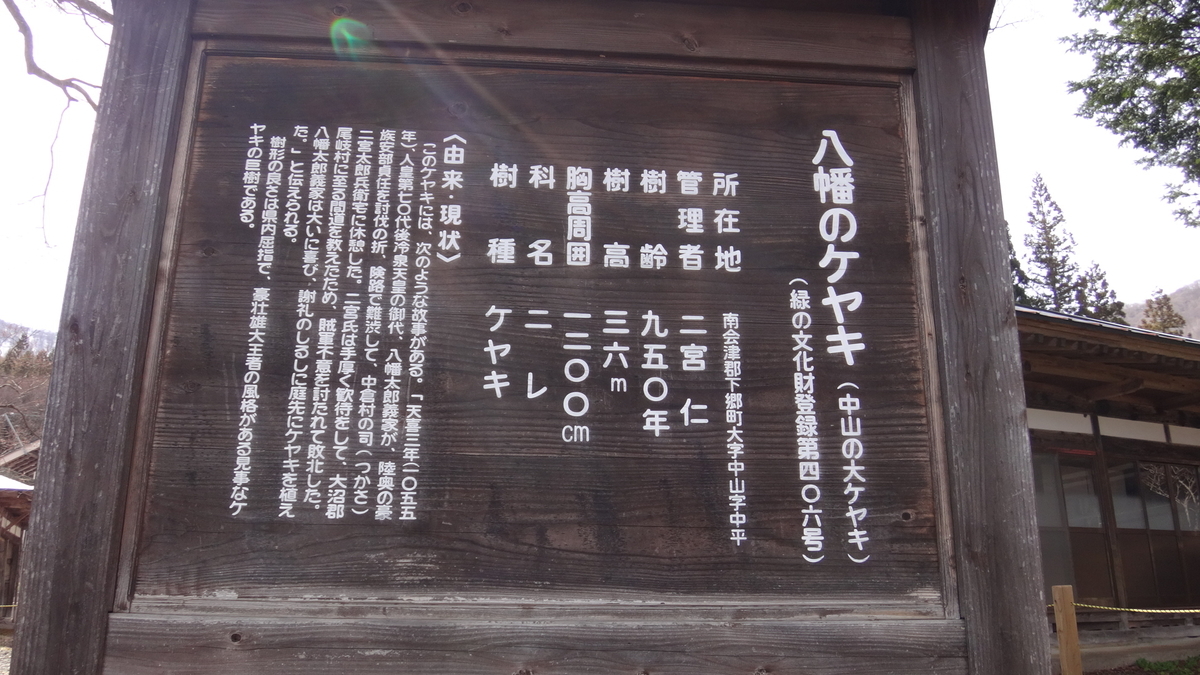 八幡のケヤキ（中山の大ケヤキ）
（緑の文化財登録第四〇六号）
所在地 南会津郡下郷町大字中山字中平
管理者 二宮 仁
樹齢 九五〇年
樹高 三六m
胸高周囲 一二〇〇cm
科名 ニレ
樹種 ケヤキ
〈由来・現状〉
このケヤキには、次のような故事がある。「天喜三年（一〇五五
年）、人皇第七〇代後冷泉天皇の御代、八幡太郎義家が、陸奥の豪
族安部貞任を討伐の折、険路で難渋して、中倉村の司（つかさ）
二宮太郎兵衛宅に休憩した。二宮氏は手厚く歓待をして、大沼郡
尾岐村に至る間道を教えたため、賊軍不意を討たれて敗北した。
八幡太郎義家は大いに喜び、謝礼のしるしに庭先にケヤキを植え
た。」と伝えられる。
樹形の良さは県内屈指で、豪壮雄大王者の風格がある見事なケ
ヤキの巨樹である。